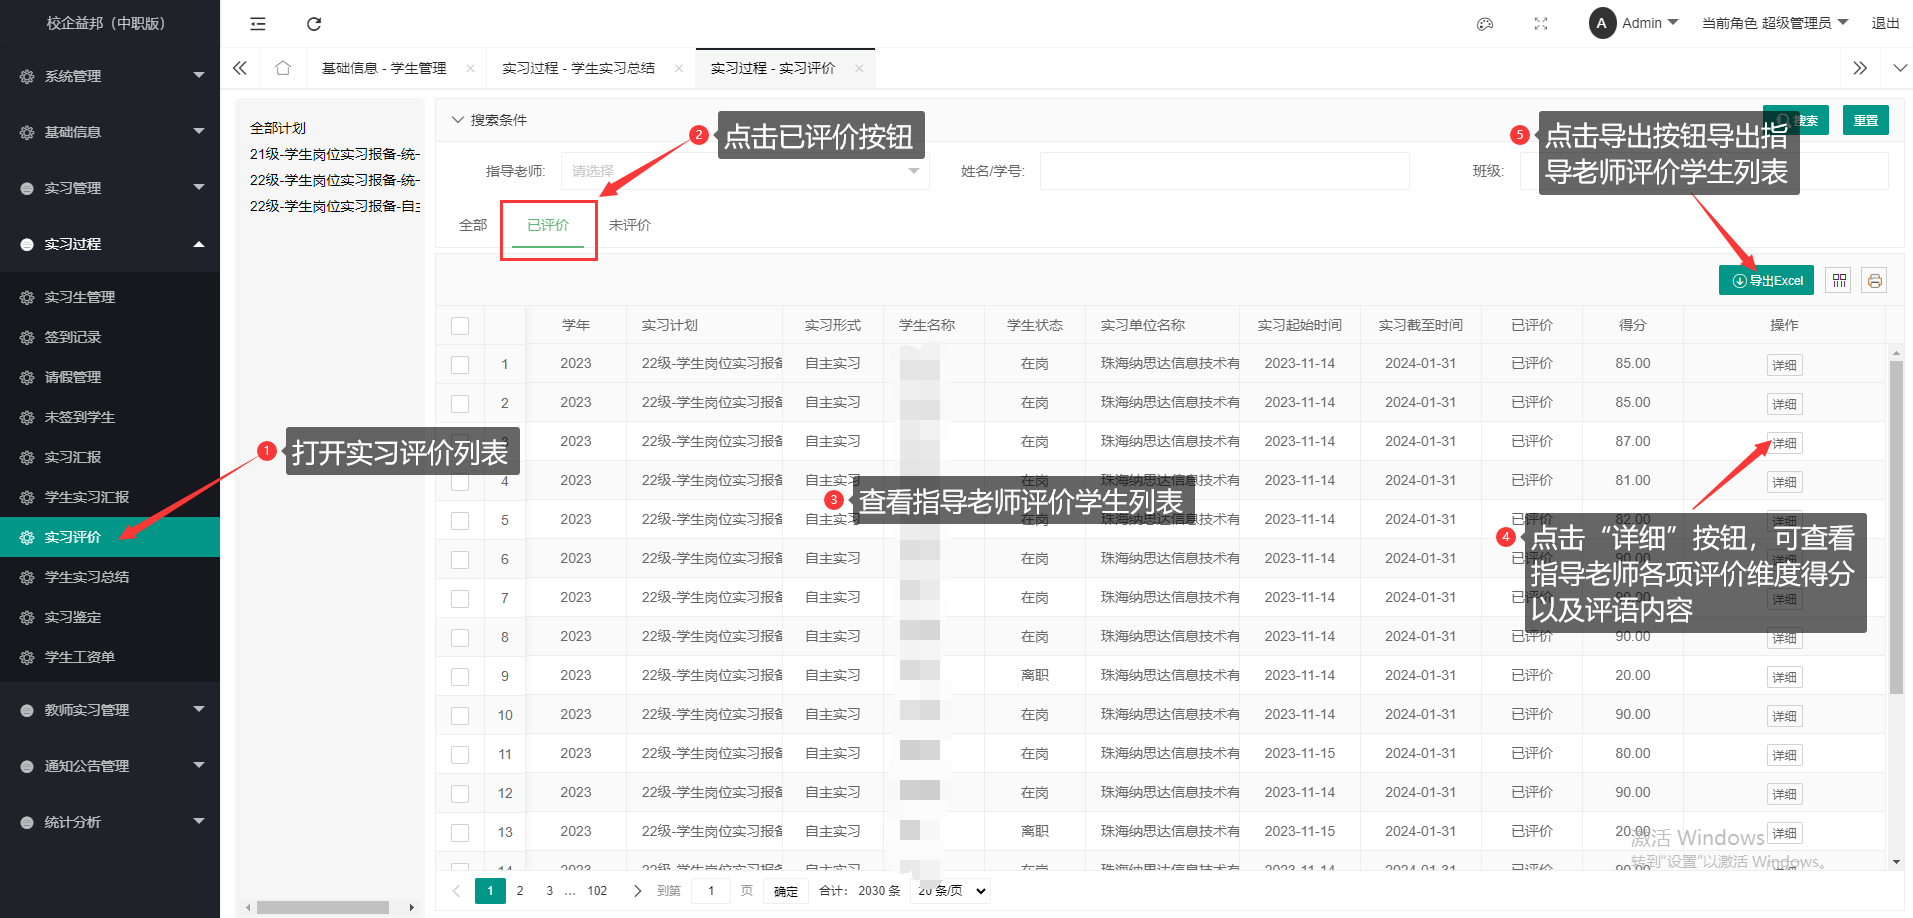 校企益邦（中职版）
A Admin 当前角色 超级管理员 退出
基础信息 - 学生管理
实习过程 - 学生实习总结
实习过程 - 实习评价
系统管理
基础信息
实习管理
实习过程
实习生管理
签到记录
请假管理
未签到学生
实习汇报
学生实习汇报
实习评价
学生实习总结
实习鉴定
学生工资单
教师实习管理
通知公告管理
统计分析
全部计划
21级-学生岗位实习报备-统一
22级-学生岗位实习报备-统一
22级-学生岗位实习报备-自主
搜索条件
搜索 重置
指导老师: 请选择 姓名/学号: 班级:
全部 已评价 未评价
1 打开实习评价列表
2 点击已评价按钮
3 查看指导老师评价学生列表
4 点击“详细”按钮，可查看
指导老师各项评价维度得分
以及评语内容
5 点击导出按钮导出指
导老师评价学生列表
导出Excel
学年 实习计划 实习形式 学生名称 学生状态 实习单位名称 实习起始时间 实习截至时间 已评价 得分 操作
1 2023 22级-学生岗位实习报备 自主实习 在岗 珠海纳思达信息技术有 2023-11-14 2024-01-31 已评价 85.00 详细
2 2023 22级-学生岗位实习报备 自主实习 在岗 珠海纳思达信息技术有 2023-11-14 2024-01-31 已评价 85.00 详细
3 2023 22级-学生岗位实习报备 自主实习 在岗 珠海纳思达信息技术有 2023-11-14 2024-01-31 已评价 87.00 详细
4 2023 22级-学生岗位实习报备 自主实习 在岗 珠海纳思达信息技术有 2023-11-14 2024-01-31 已评价 81.00 详细
5 2023 22级-学生岗位实习报备 自主实习 在岗 珠海纳思达信息技术有 2023-11-14 2024-01-31 已评价 82.00 详细
6 2023 22级-学生岗位实习报备 自主实习 在岗 珠海纳思达信息技术有 2023-11-14 2024-01-31 已评价 90.00 详细
7 2023 22级-学生岗位实习报备 自主实习 在岗 珠海纳思达信息技术有 2023-11-14 2024-01-31 已评价 90.00 详细
8 2023 22级-学生岗位实习报备 自主实习 在岗 珠海纳思达信息技术有 2023-11-14 2024-01-31 已评价 90.00 详细
9 2023 22级-学生岗位实习报备 自主实习 离职 珠海纳思达信息技术有 2023-11-14 2024-01-31 已评价 20.00 详细
10 2023 22级-学生岗位实习报备 自主实习 在岗 珠海纳思达信息技术有 2023-11-14 2024-01-31 已评价 90.00 详细
11 2023 22级-学生岗位实习报备 自主实习 在岗 珠海纳思达信息技术有 2023-11-15 2024-01-31 已评价 80.00 详细
12 2023 22级-学生岗位实习报备 自主实习 在岗 珠海纳思达信息技术有 2023-11-14 2024-01-31 已评价 90.00 详细
13 2023 22级-学生岗位实习报备 自主实习 离职 珠海纳思达信息技术有 2023-11-15 2024-01-31 已评价 20.00 详细
激活 Windows
转到“设置”以激活 Windows。
1 2 3 ... 102 到第 1 页 确定 合计： 2030 条 20 条/页